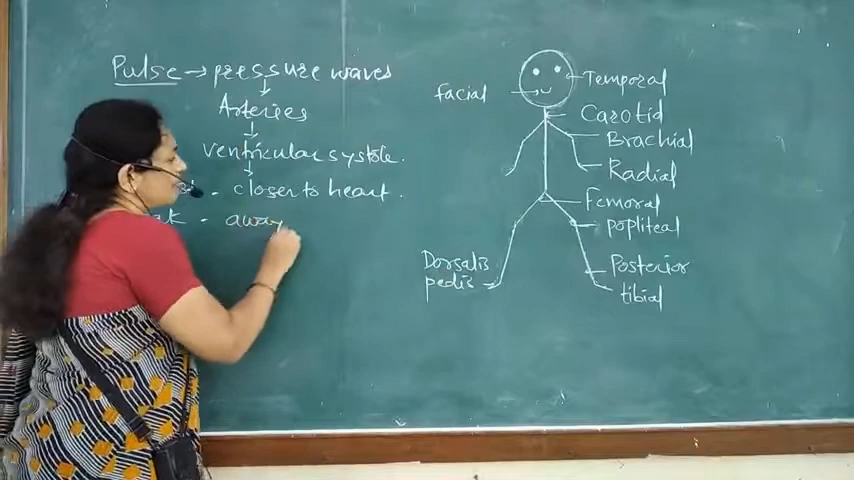 Pulse → pressure waves
↓
Arteries
↓
ventricular systole.
↓
. closer to heart.
. away
facial
Temporal
Carotid
Brachial
Radial
Femoral
popliteal
Dorsalis
pedis
Posterior
tibial